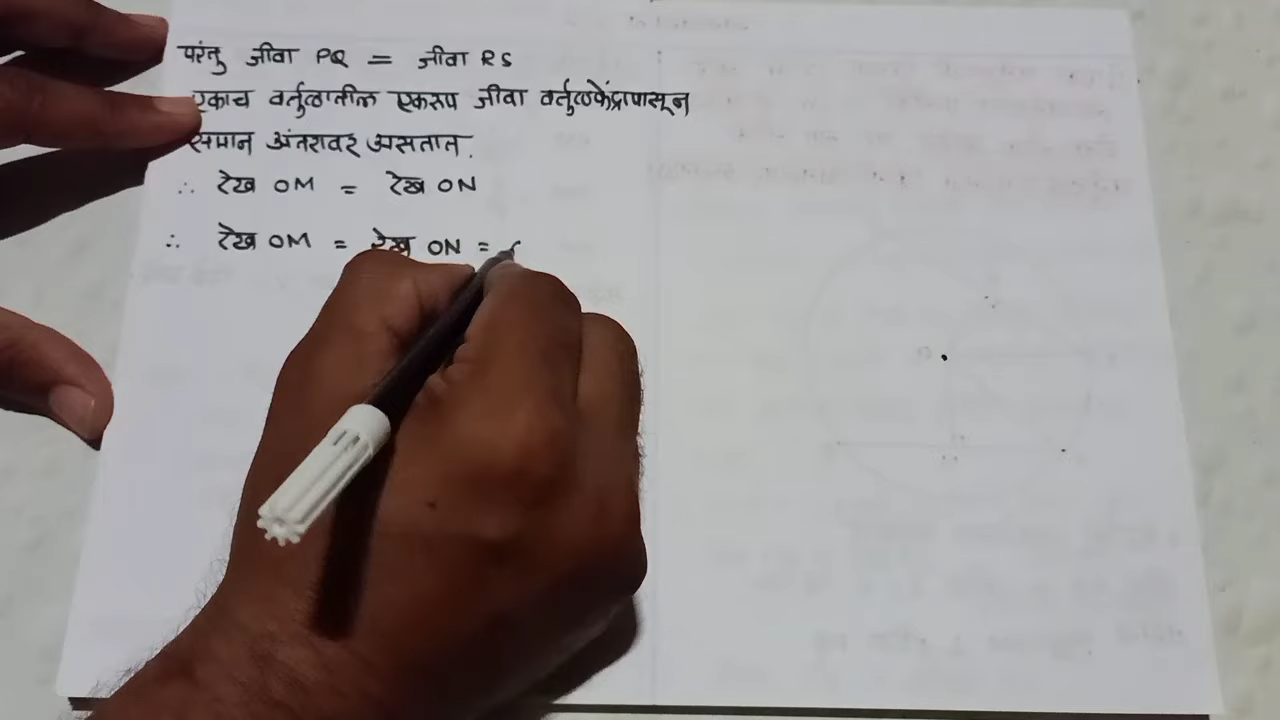 परंतु जीवा PQ = जीवा RS
एकाच वर्तुळातील एकरूप जीवा वर्तुळकेंद्रापासून
समान अंतरावर असतात.
∴ रेख OM = रेख ON
∴ रेख OM = रेख ON =